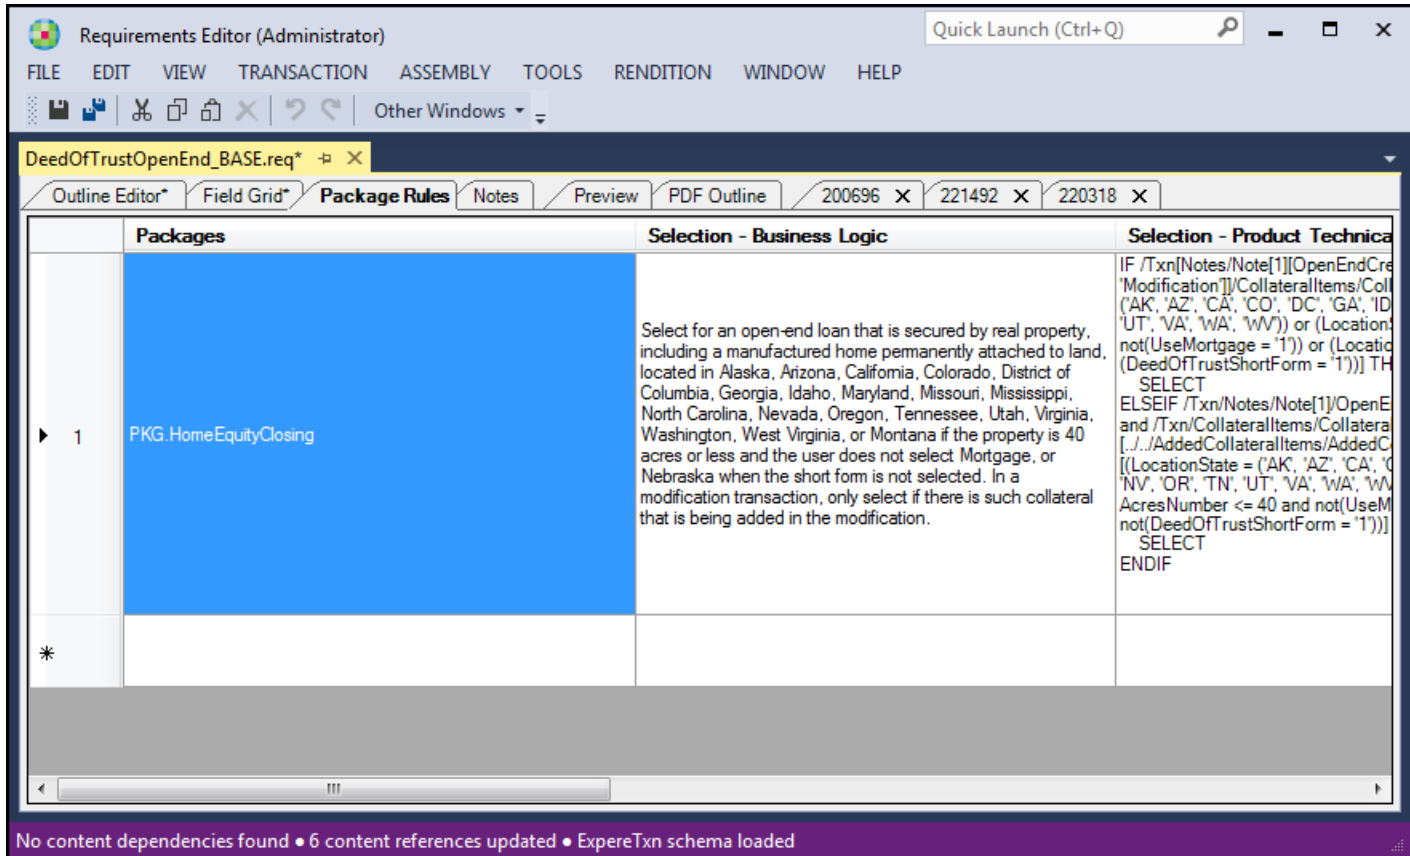 Requirements Editor (Administrator)
Quick Launch (Ctrl+Q)
FILE EDIT VIEW TRANSACTION ASSEMBLY TOOLS RENDITION WINDOW HELP
Other Windows
DeedOfTrustOpenEnd_BASE.req*
Outline Editor* Field Grid* Package Rules Notes Preview PDF Outline 200696 221492 220318
Packages Selection - Business Logic Selection - Product Technica
1
PKG.HomeEquityClosing
Select for an open-end loan that is secured by real property,
including a manufactured home permanently attached to land,
located in Alaska, Arizona, California, Colorado, District of
Columbia, Georgia, Idaho, Maryland, Missouri, Mississippi,
North Carolina, Nevada, Oregon, Tennessee, Utah, Virginia,
Washington, West Virginia, or Montana if the property is 40
acres or less and the user does not select Mortgage, or
Nebraska when the short form is not selected. In a
modification transaction, only select if there is such collateral
that is being added in the modification.
IF /Txn[Notes/Note[1][OpenEndCre
'Modification']]/CollateralItems/Coll
('AK', 'AZ', 'CA', 'CO', 'DC', 'GA', 'ID
'UT', 'VA', 'WA', 'WV')) or (LocationS
not(UseMortgage = '1')) or (Locatio
(DeedOfTrustShortForm = '1'))] TH
SELECT
ELSEIF /Txn/Notes/Note[1]/OpenE
and /Txn/CollateralItems/Collatera
[../../AddedCollateralItems/AddedC
[(LocationState = ('AK', 'AZ', 'CA', 'C
'NV', 'OR', 'TN', 'UT', 'VA', 'WA', 'WV
AcresNumber <= 40 and not(UseM
not(DeedOfTrustShortForm = '1'))]
SELECT
ENDIF
No content dependencies found ● 6 content references updated ● ExpereTxn schema loaded